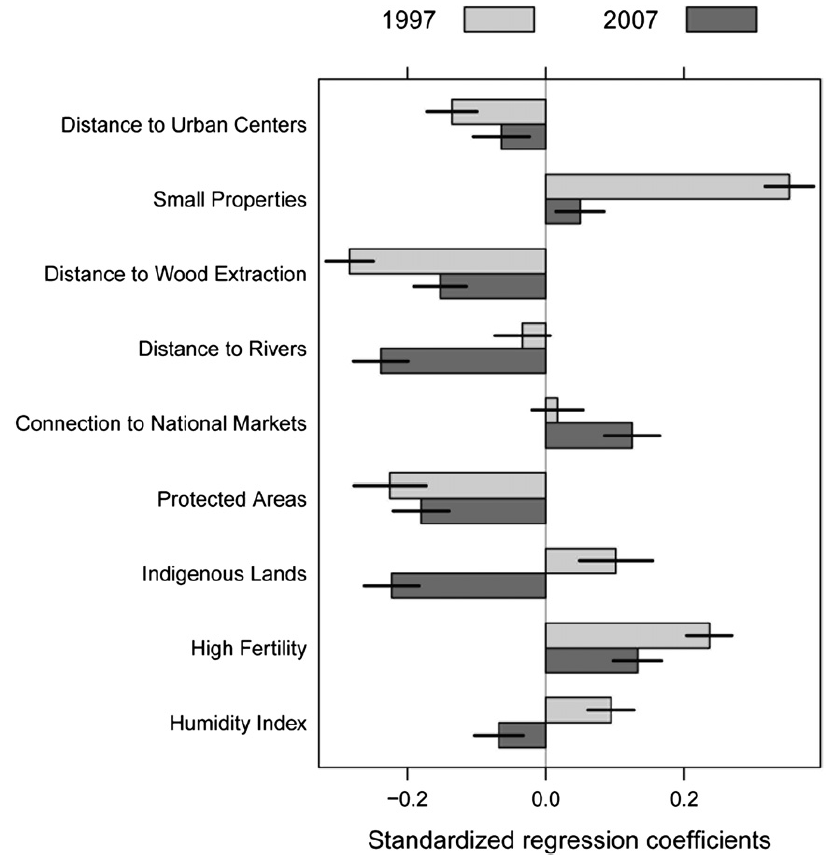 1997 2007
Distance to Urban Centers
Small Properties
Distance to Wood Extraction
Distance to Rivers
Connection to National Markets
Protected Areas
Indigenous Lands
High Fertility
Humidity Index
−0.2 0.0 0.2
Standardized regression coefficients